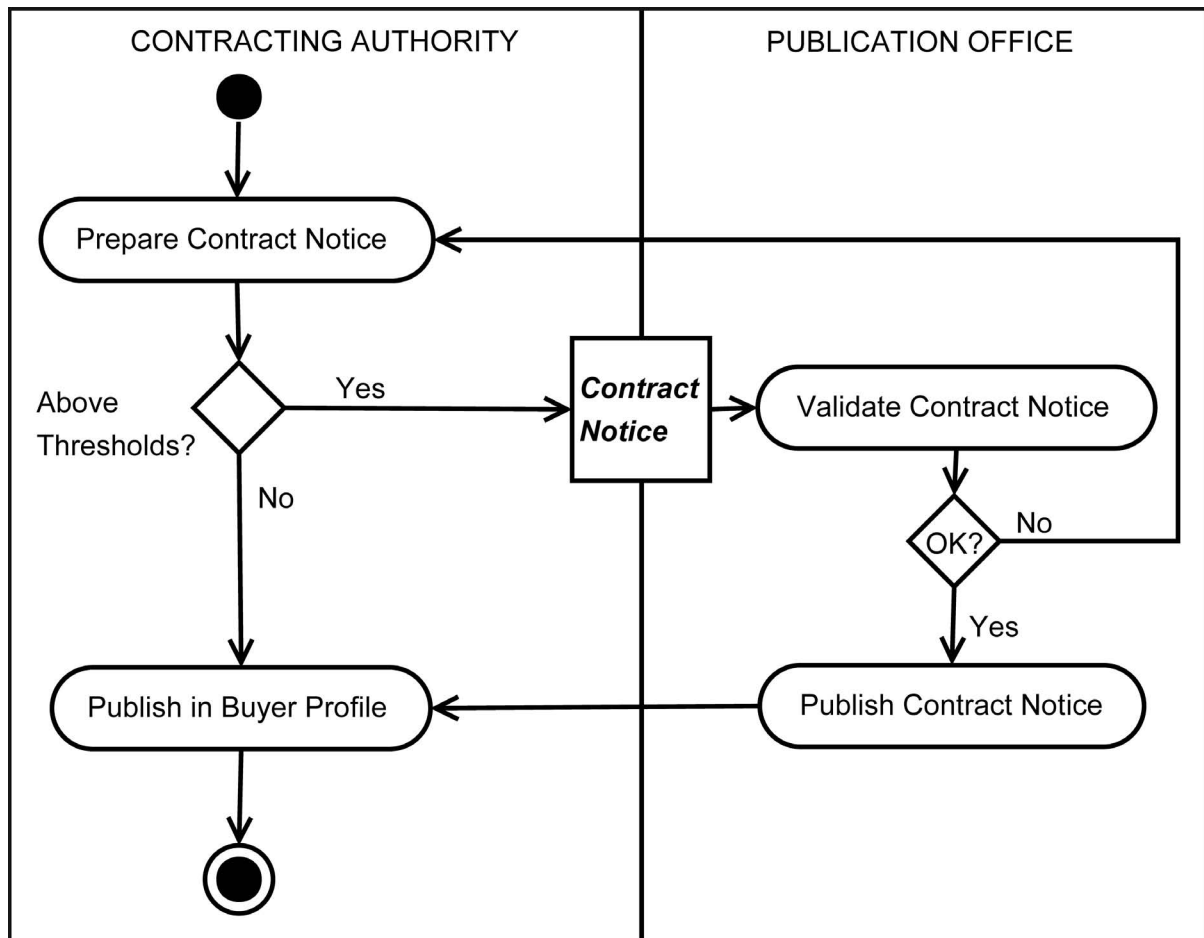 CONTRACTING AUTHORITY
PUBLICATION OFFICE
Prepare Contract Notice
Above
Thresholds?
Yes
Contract
Notice
Validate Contract Notice
No
OK?
No
Yes
Publish in Buyer Profile
Publish Contract Notice